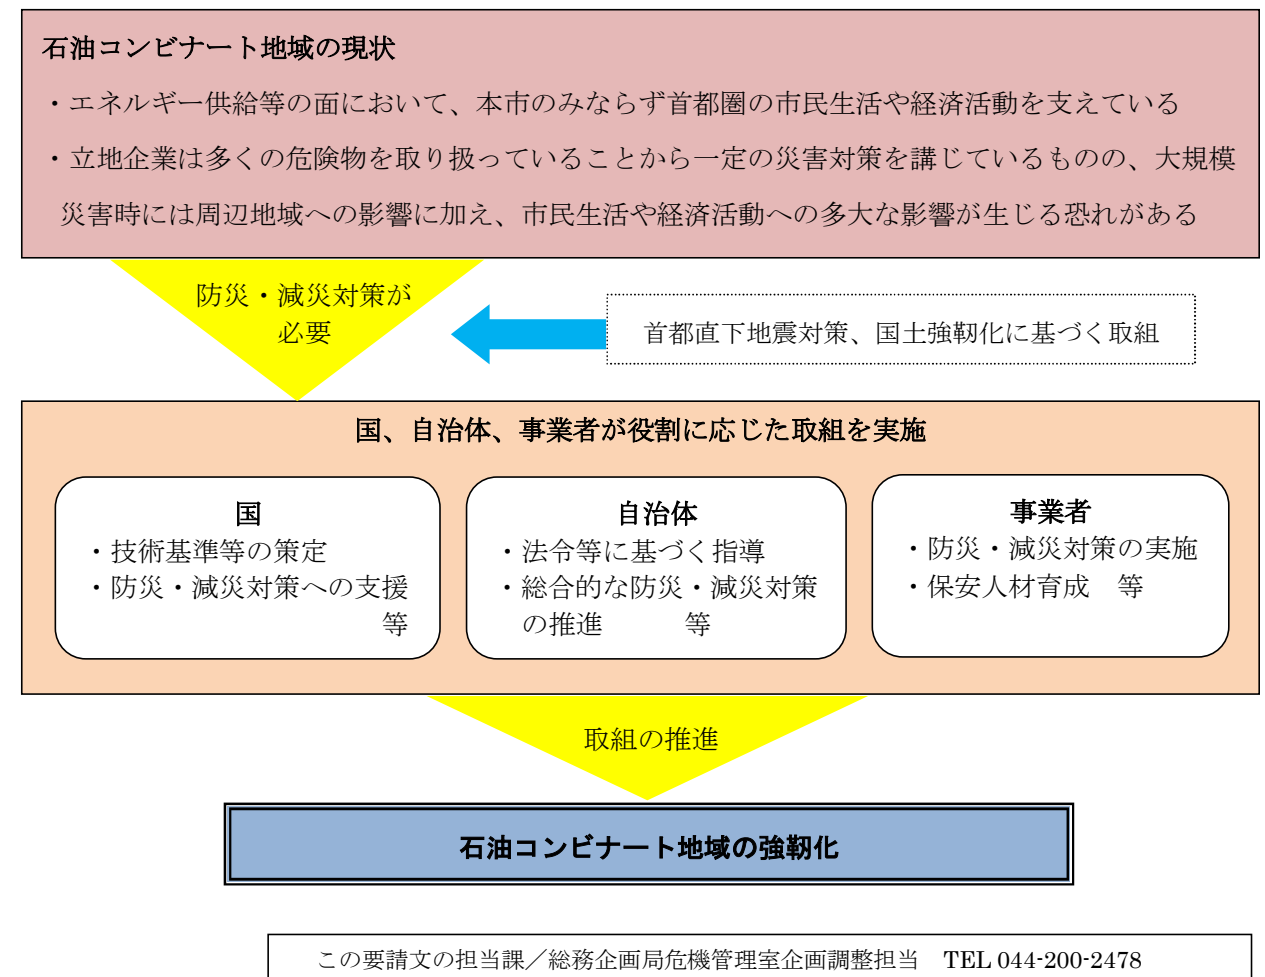 石油コンビナート地域の現状
・エネルギー供給等の面において、本市のみならず首都圏の市民生活や経済活動を支えている
・立地企業は多くの危険物を取り扱っていることから一定の災害対策を講じているものの、大規模
災害時には周辺地域への影響に加え、市民生活や経済活動への多大な影響が生じる恐れがある
防災・減災対策が
必要
首都直下地震対策、国土強靱化に基づく取組
国、自治体、事業者が役割に応じた取組を実施
国
・技術基準等の策定
・防災・減災対策への支援
等
自治体
・法令等に基づく指導
・総合的な防災・減災対策
の推進　　　等
事業者
・防災・減災対策の実施
・保安人材育成　等
取組の推進
石油コンビナート地域の強靱化
この要請文の担当課／総務企画局危機管理室企画調整担当　TEL 044-200-2478